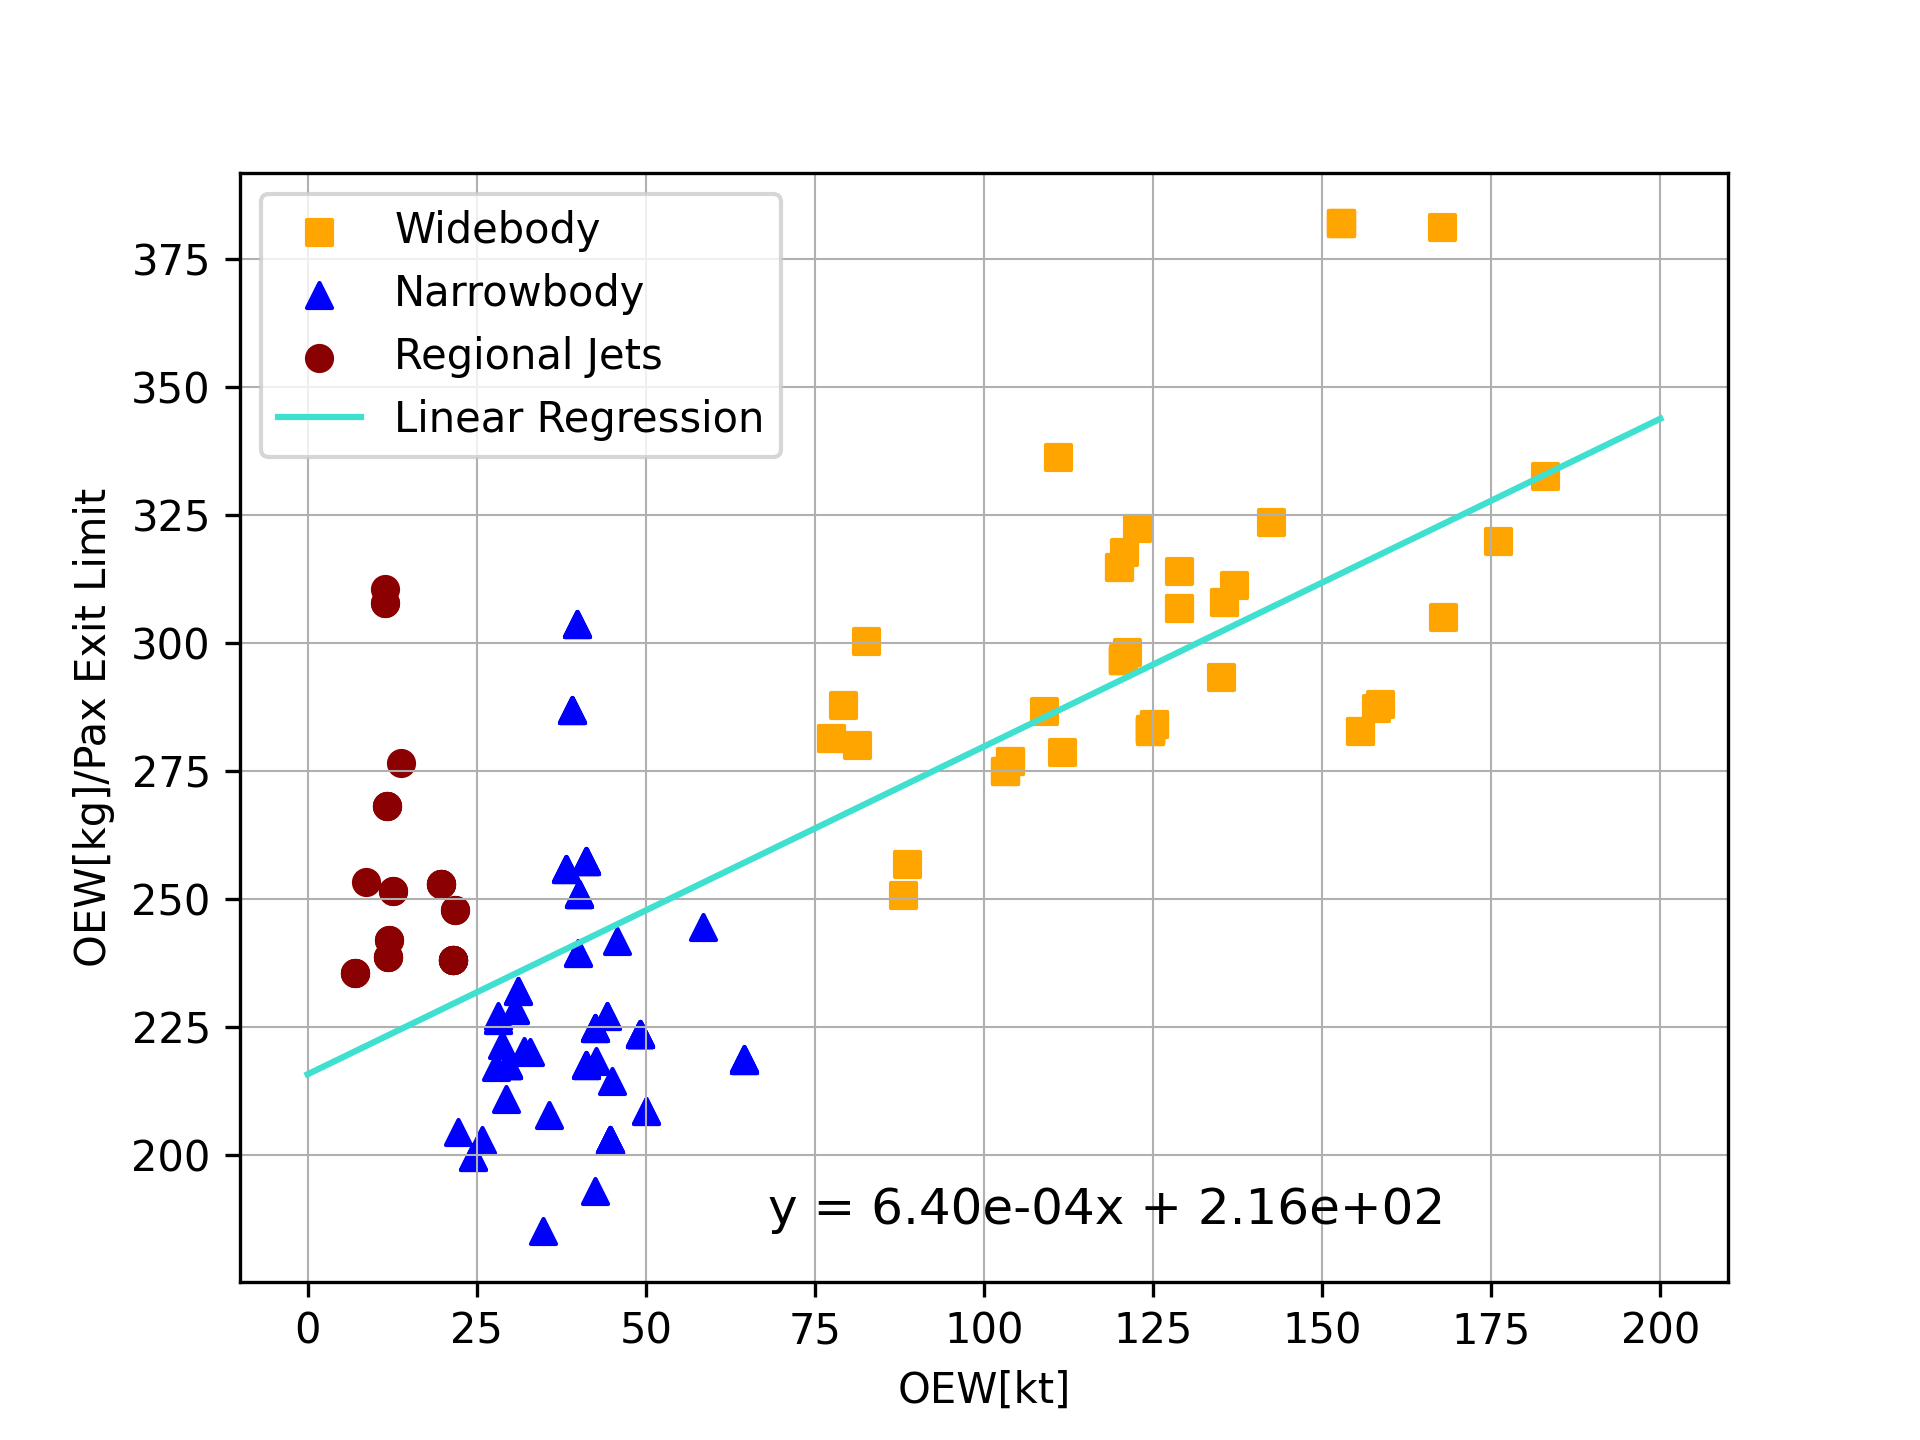 Widebody
Narrowbody
Regional Jets
Linear Regression
375
350
325
300
275
250
225
200
OEW[kg]/Pax Exit Limit
y = 6.40e-04x + 2.16e+02
0 25 50 75 100 125 150 175 200
OEW[kt]